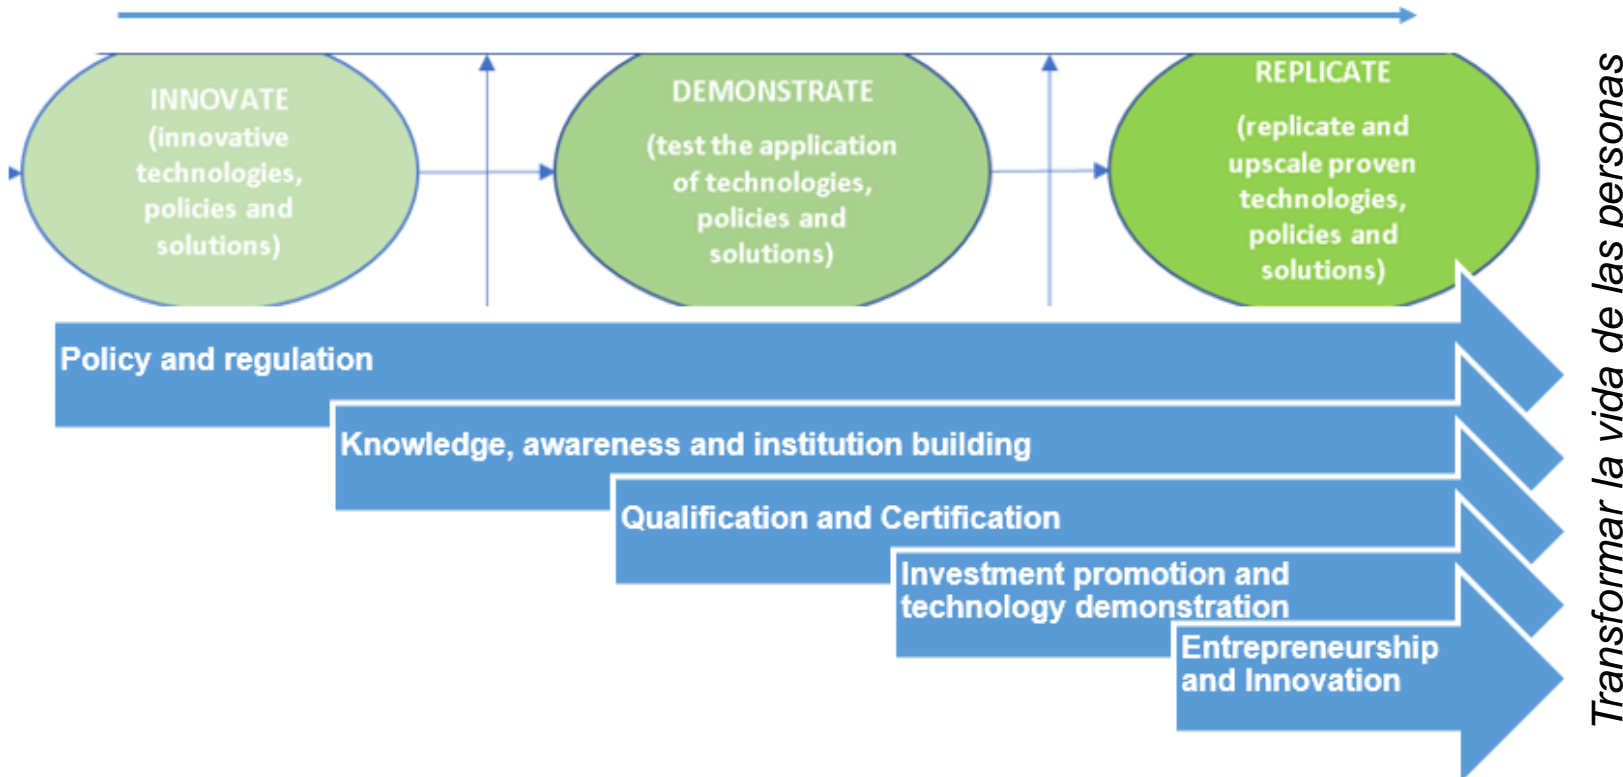 INNOVATE
(innovative
technologies,
policies and
solutions)
DEMONSTRATE
(test the application
of technologies,
policies and
solutions)
REPLICATE
(replicate and
upscale proven
technologies,
policies and
solutions)
Policy and regulation
Knowledge, awareness and institution building
Qualification and Certification
Investment promotion and
technology demonstration
Entrepreneurship
and Innovation
Transformar la vida de las personas